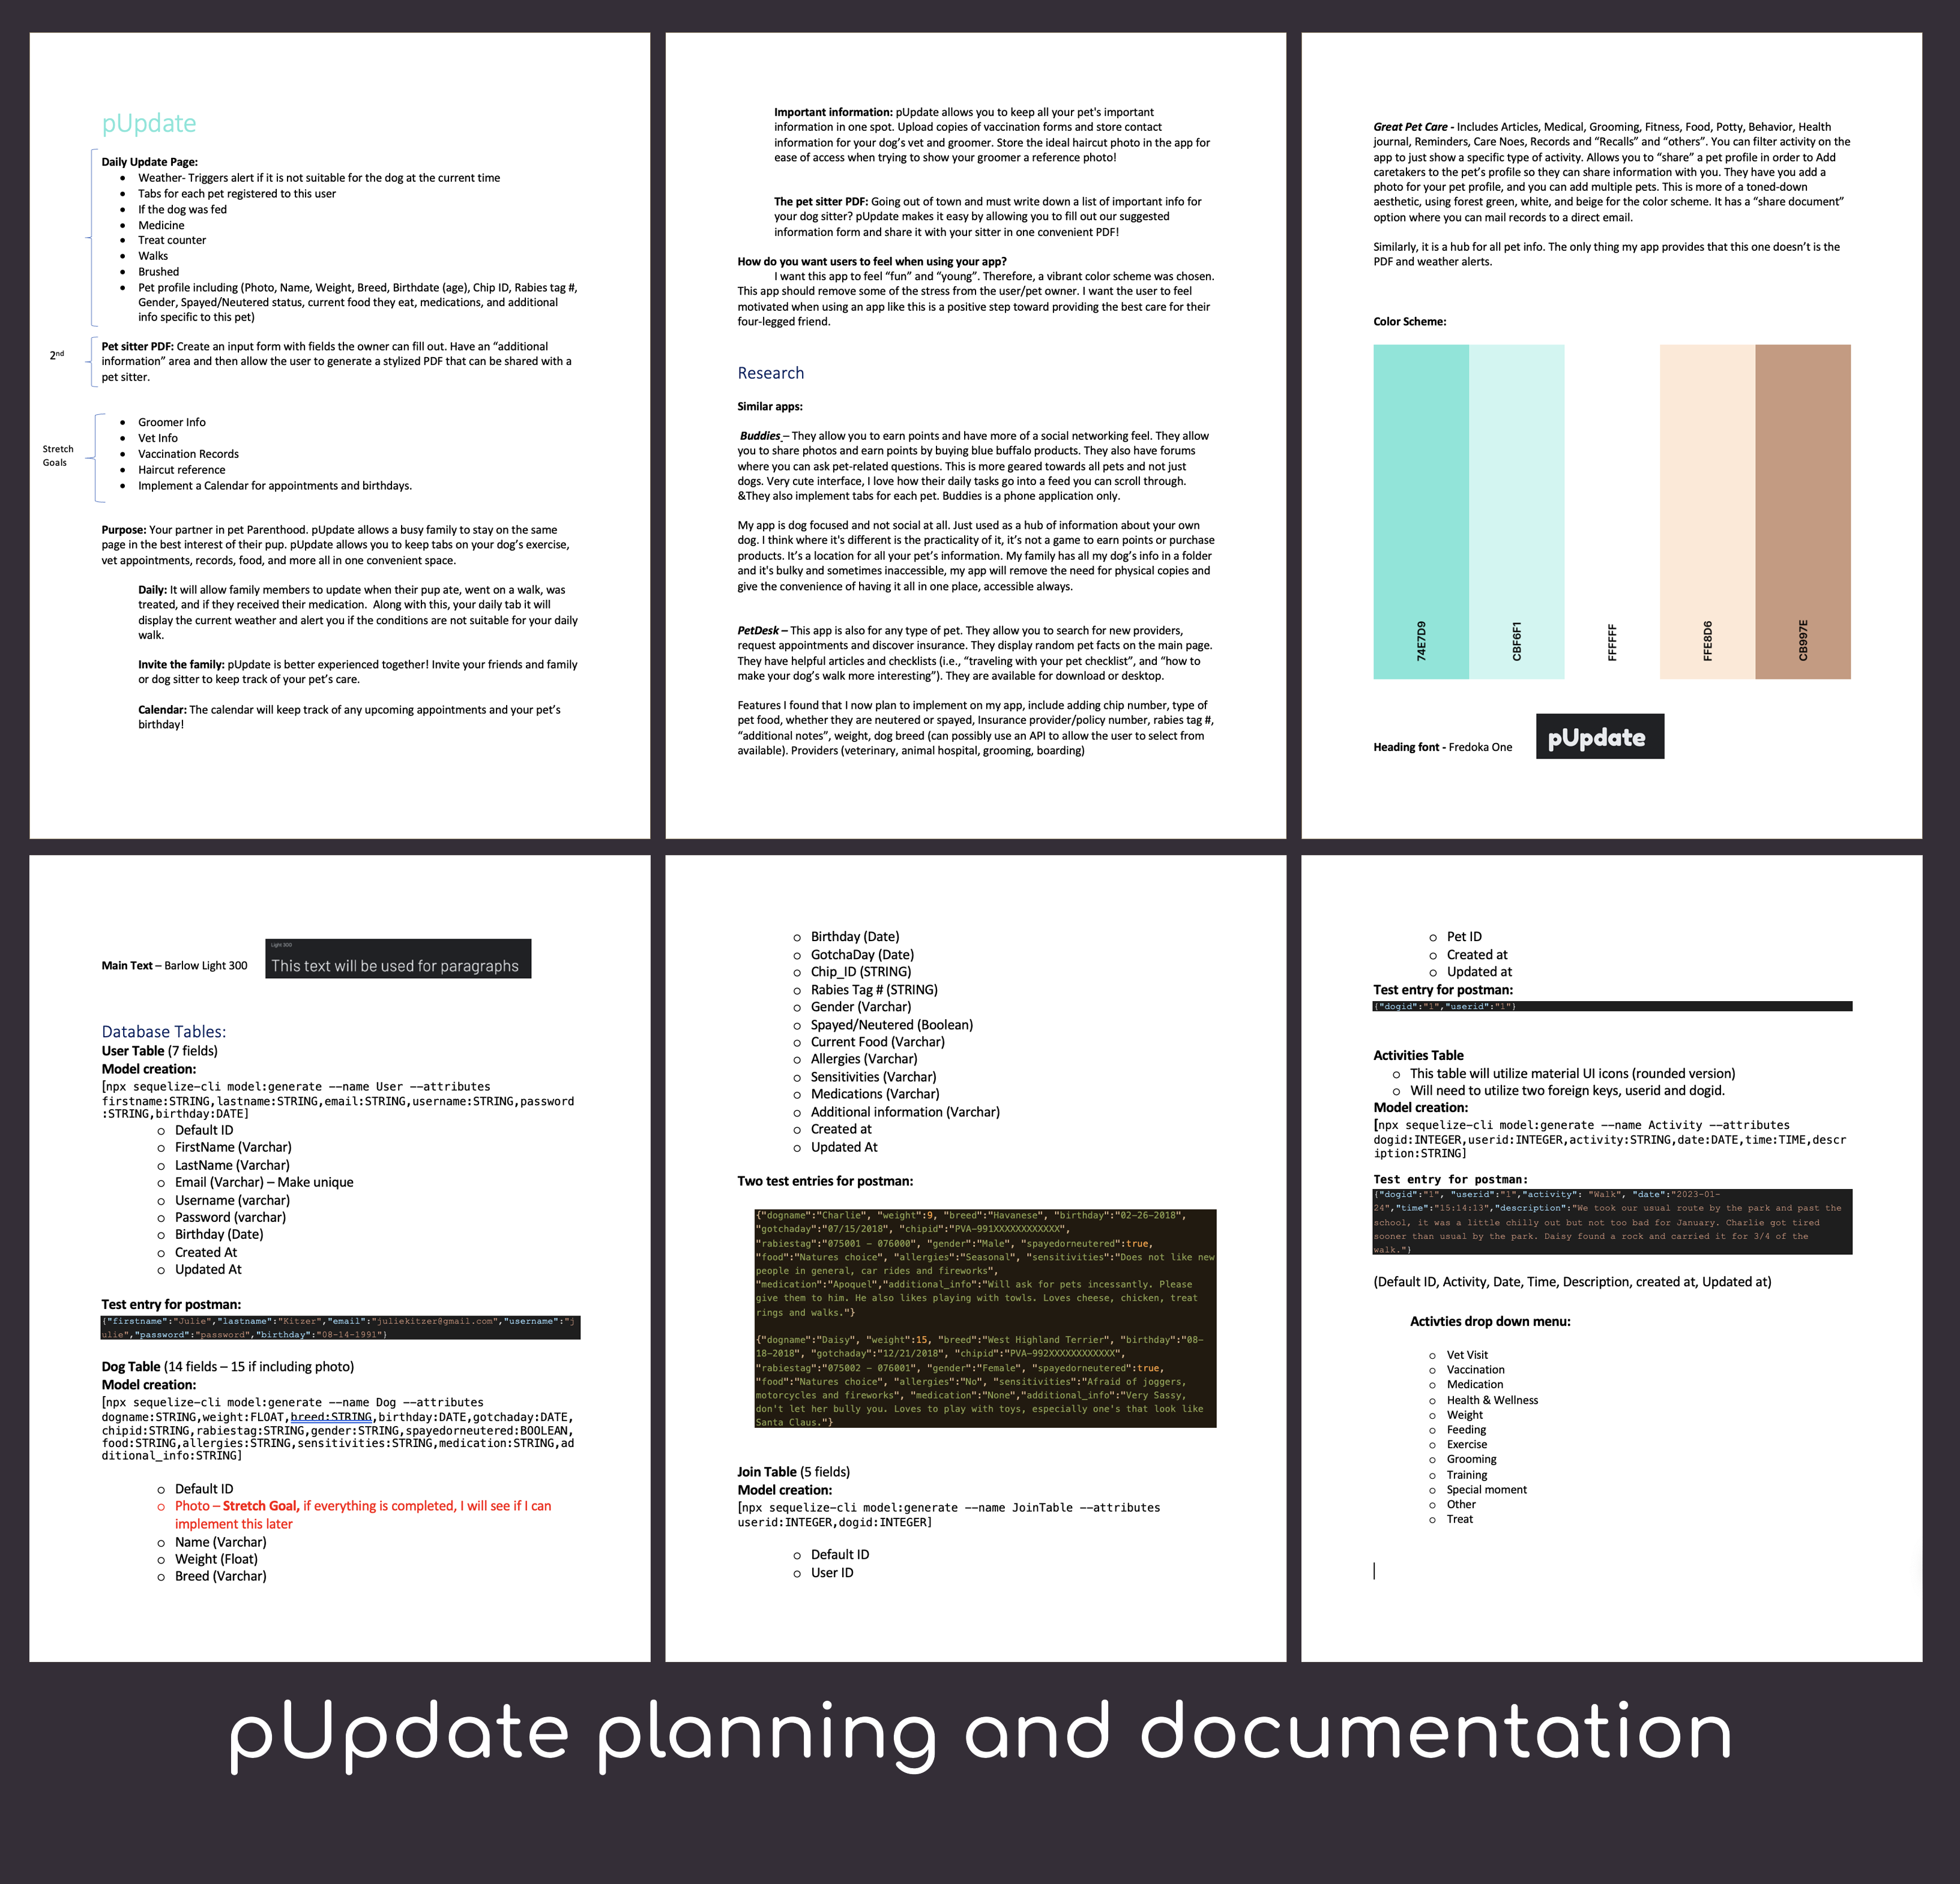 pUpdate
Daily Update Page:
• Weather- Triggers alert if it is not suitable for the dog at the current time
• Tabs for each pet registered to this user
• If the dog was fed
• Medicine
• Treat counter
• Walks
• Brushed
• Pet profile including (Photo, Name, Weight, Breed, Birthdate (age), Chip ID, Rabies tag #,
Gender, Spayed/Neutered status, current food they eat, medications, and additional
info specific to this pet)
2nd
Pet sitter PDF: Create an input form with fields the owner can fill out. Have an “additional
information” area and then allow the user to generate a stylized PDF that can be shared with a
pet sitter.
Stretch
Goals
• Groomer Info
• Vet Info
• Vaccination Records
• Haircut reference
• Implement a Calendar for appointments and birthdays.
Purpose: Your partner in pet Parenthood. pUpdate allows a busy family to stay on the same
page in the best interest of their pup. pUpdate allows you to keep tabs on your dog’s exercise,
vet appointments, records, food, and more all in one convenient space.
Daily: It will allow family members to update when their pup ate, went on a walk, was
treated, and if they received their medication.  Along with this, your daily tab it will
display the current weather and alert you if the conditions are not suitable for your daily
walk.
Invite the family: pUpdate is better experienced together! Invite your friends and family
or dog sitter to keep track of your pet’s care.
Calendar: The calendar will keep track of any upcoming appointments and your pet’s
birthday!
Important information: pUpdate allows you to keep all your pet's important
information in one spot. Upload copies of vaccination forms and store contact
information for your dog’s vet and groomer. Store the ideal haircut photo in the app for
ease of access when trying to show your groomer a reference photo!
The pet sitter PDF: Going out of town and must write down a list of important info for
your dog sitter? pUpdate makes it easy by allowing you to fill out our suggested
information form and share it with your sitter in one convenient PDF!
How do you want users to feel when using your app?
I want this app to feel “fun” and “young”. Therefore, a vibrant color scheme was chosen.
This app should remove some of the stress from the user/pet owner. I want the user to feel
motivated when using an app like this is a positive step toward providing the best care for their
four-legged friend.
Research
Similar apps:
Buddies – They allow you to earn points and have more of a social networking feel. They allow
you to share photos and earn points by buying blue buffalo products. They also have forums
where you can ask pet-related questions. This is more geared towards all pets and not just
dogs. Very cute interface, I love how their daily tasks go into a feed you can scroll through.
&They also implement tabs for each pet. Buddies is a phone application only.
My app is dog focused and not social at all. Just used as a hub of information about your own
dog. I think where it's different is the practicality of it, it’s not a game to earn points or purchase
products. It’s a location for all your pet’s information. My family has all my dog’s info in a folder
and it's bulky and sometimes inaccessible, my app will remove the need for physical copies and
give the convenience of having it all in one place, accessible always.
PetDesk – This app is also for any type of pet. They allow you to search for new providers,
request appointments and discover insurance. They display random pet facts on the main page.
They have helpful articles and checklists (i.e., “traveling with your pet checklist”, and “how to
make your dog’s walk more interesting”). They are available for download or desktop.
Features I found that I now plan to implement on my app, include adding chip number, type of
pet food, whether they are neutered or spayed, Insurance provider/policy number, rabies tag #,
“additional notes”, weight, dog breed (can possibly use an API to allow the user to select from
available). Providers (veterinary, animal hospital, grooming, boarding)
Great Pet Care - Includes Articles, Medical, Grooming, Fitness, Food, Potty, Behavior, Health
journal, Reminders, Care Noes, Records and “Recalls” and “others”. You can filter activity on the
app to just show a specific type of activity. Allows you to “share” a pet profile in order to Add
caretakers to the pet’s profile so they can share information with you. They have you add a
photo for your pet profile, and you can add multiple pets. This is more of a toned-down
aesthetic, using forest green, white, and beige for the color scheme. It has a “share document”
option where you can mail records to a direct email.
Similarly, it is a hub for all pet info. The only thing my app provides that this one doesn’t is the
PDF and weather alerts.
Color Scheme:
74E7D9
CBF6F1
FFFFFF
FFE8D6
CB997E
Heading font - Fredoka One
pUpdate
Main Text – Barlow Light 300
Light 300
This text will be used for paragraphs
Database Tables:
User Table (7 fields)
Model creation:
[npx sequelize-cli model:generate --name User --attributes
firstname:STRING,lastname:STRING,email:STRING,username:STRING,password
:STRING,birthday:DATE]
o Default ID
o FirstName (Varchar)
o LastName (Varchar)
o Email (Varchar) – Make unique
o Username (varchar)
o Password (varchar)
o Birthday (Date)
o Created At
o Updated At
Test entry for postman:
{"firstname":"Julie","lastname":"Kitzer","email":"juliekitzer@gmail.com","username":"j
ulie","password":"password","birthday":"08-14-1991"}
Dog Table (14 fields – 15 if including photo)
Model creation:
[npx sequelize-cli model:generate --name Dog --attributes
dogname:STRING,weight:FLOAT,breed:STRING,birthday:DATE,gotchaday:DATE,
chipid:STRING,rabiestag:STRING,gender:STRING,spayedorneutered:BOOLEAN,
food:STRING,allergies:STRING,sensitivities:STRING,medication:STRING,ad
ditional_info:STRING]
o Default ID
o Photo – Stretch Goal, if everything is completed, I will see if I can
implement this later
o Name (Varchar)
o Weight (Float)
o Breed (Varchar)
o Birthday (Date)
o GotchaDay (Date)
o Chip_ID (STRING)
o Rabies Tag # (STRING)
o Gender (Varchar)
o Spayed/Neutered (Boolean)
o Current Food (Varchar)
o Allergies (Varchar)
o Sensitivities (Varchar)
o Medications (Varchar)
o Additional information (Varchar)
o Created at
o Updated At
Two test entries for postman:
{"dogname":"Charlie", "weight":9, "breed":"Havanese", "birthday":"02-26-2018",
"gotchaday":"07/15/2018", "chipid":"PVA-991XXXXXXXXXXXX",
"rabiestag":"075001 – 076000", "gender":"Male", "spayedorneutered":true,
"food":"Natures choice", "allergies":"Seasonal", "sensitivities":"Does not like new
people in general, car rides and fireworks",
"medication":"Apoquel","additional_info":"Will ask for pets incessantly. Please
give them to him. He also likes playing with towls. Loves cheese, chicken, treat
rings and walks."}
{"dogname":"Daisy", "weight":15, "breed":"West Highland Terrier", "birthday":"08-
18-2018", "gotchaday":"12/21/2018", "chipid":"PVA-992XXXXXXXXXXXX",
"rabiestag":"075002 – 076001", "gender":"Female", "spayedorneutered":true,
"food":"Natures choice", "allergies":"No", "sensitivities":"Afraid of joggers,
motorcycles and fireworks", "medication":"None","additional_info":"Very Sassy,
don't let her bully you. Loves to play with toys, especially one's that look like
Santa Claus."}
Join Table (5 fields)
Model creation:
[npx sequelize-cli model:generate --name JoinTable --attributes
userid:INTEGER,dogid:INTEGER]
o Default ID
o User ID
o Pet ID
o Created at
o Updated at
Test entry for postman:
{"dogid":"1","userid":"1"}
Activities Table
o This table will utilize material UI icons (rounded version)
o Will need to utilize two foreign keys, userid and dogid.
Model creation:
[npx sequelize-cli model:generate --name Activity --attributes
dogid:INTEGER,userid:INTEGER,activity:STRING,date:DATE,time:TIME,descr
iption:STRING]
Test entry for postman:
{"dogid":"1", "userid":"1","activity": "Walk", "date":"2023-01-
24","time":"15:14:13","description":"We took our usual route by the park and past the
school, it was a little chilly out but not too bad for January. Charlie got tired
sooner than usual by the park. Daisy found a rock and carried it for 3/4 of the
walk."}
(Default ID, Activity, Date, Time, Description, created at, Updated at)
Activties drop down menu:
o Vet Visit
o Vaccination
o Medication
o Health & Wellness
o Weight
o Feeding
o Exercise
o Grooming
o Training
o Special moment
o Other
o Treat
pUpdate planning and documentation